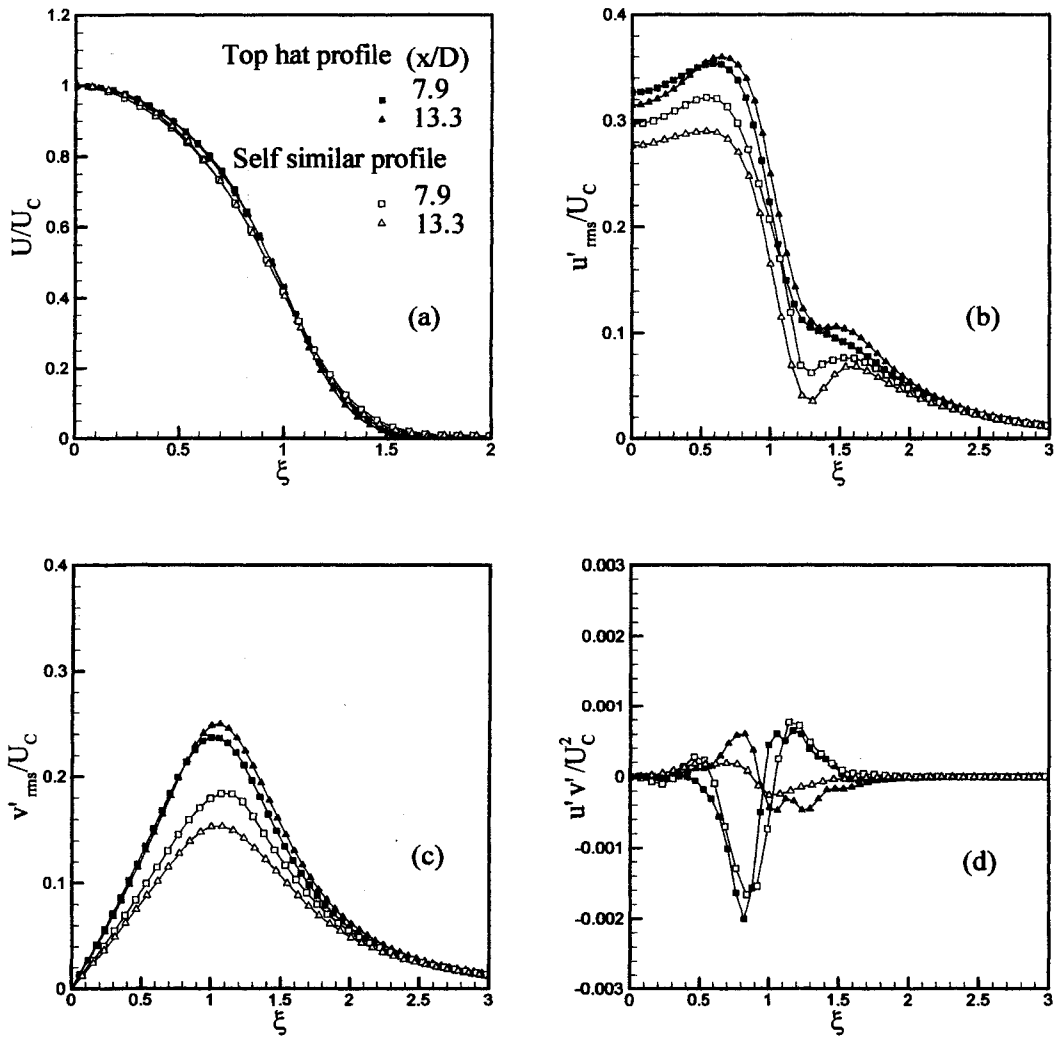 1.2
1
0.8
0.6
0.4
0.2
0
0 0.5 1 1.5 2
U/U_C
ξ
Top hat profile (x/D)
7.9
13.3
Self similar profile
7.9
13.3
(a)
0.4
0.3
0.2
0.1
0
0 0.5 1 1.5 2 2.5 3
u'rms/U_C
ξ
(b)
0.4
0.3
0.2
0.1
0
0 0.5 1 1.5 2 2.5 3
v'rms/U_C
ξ
(c)
0.003
0.002
0.001
0
-0.001
-0.002
-0.003
0 0.5 1 1.5 2 2.5 3
u'v'/U_C^2
ξ
(d)